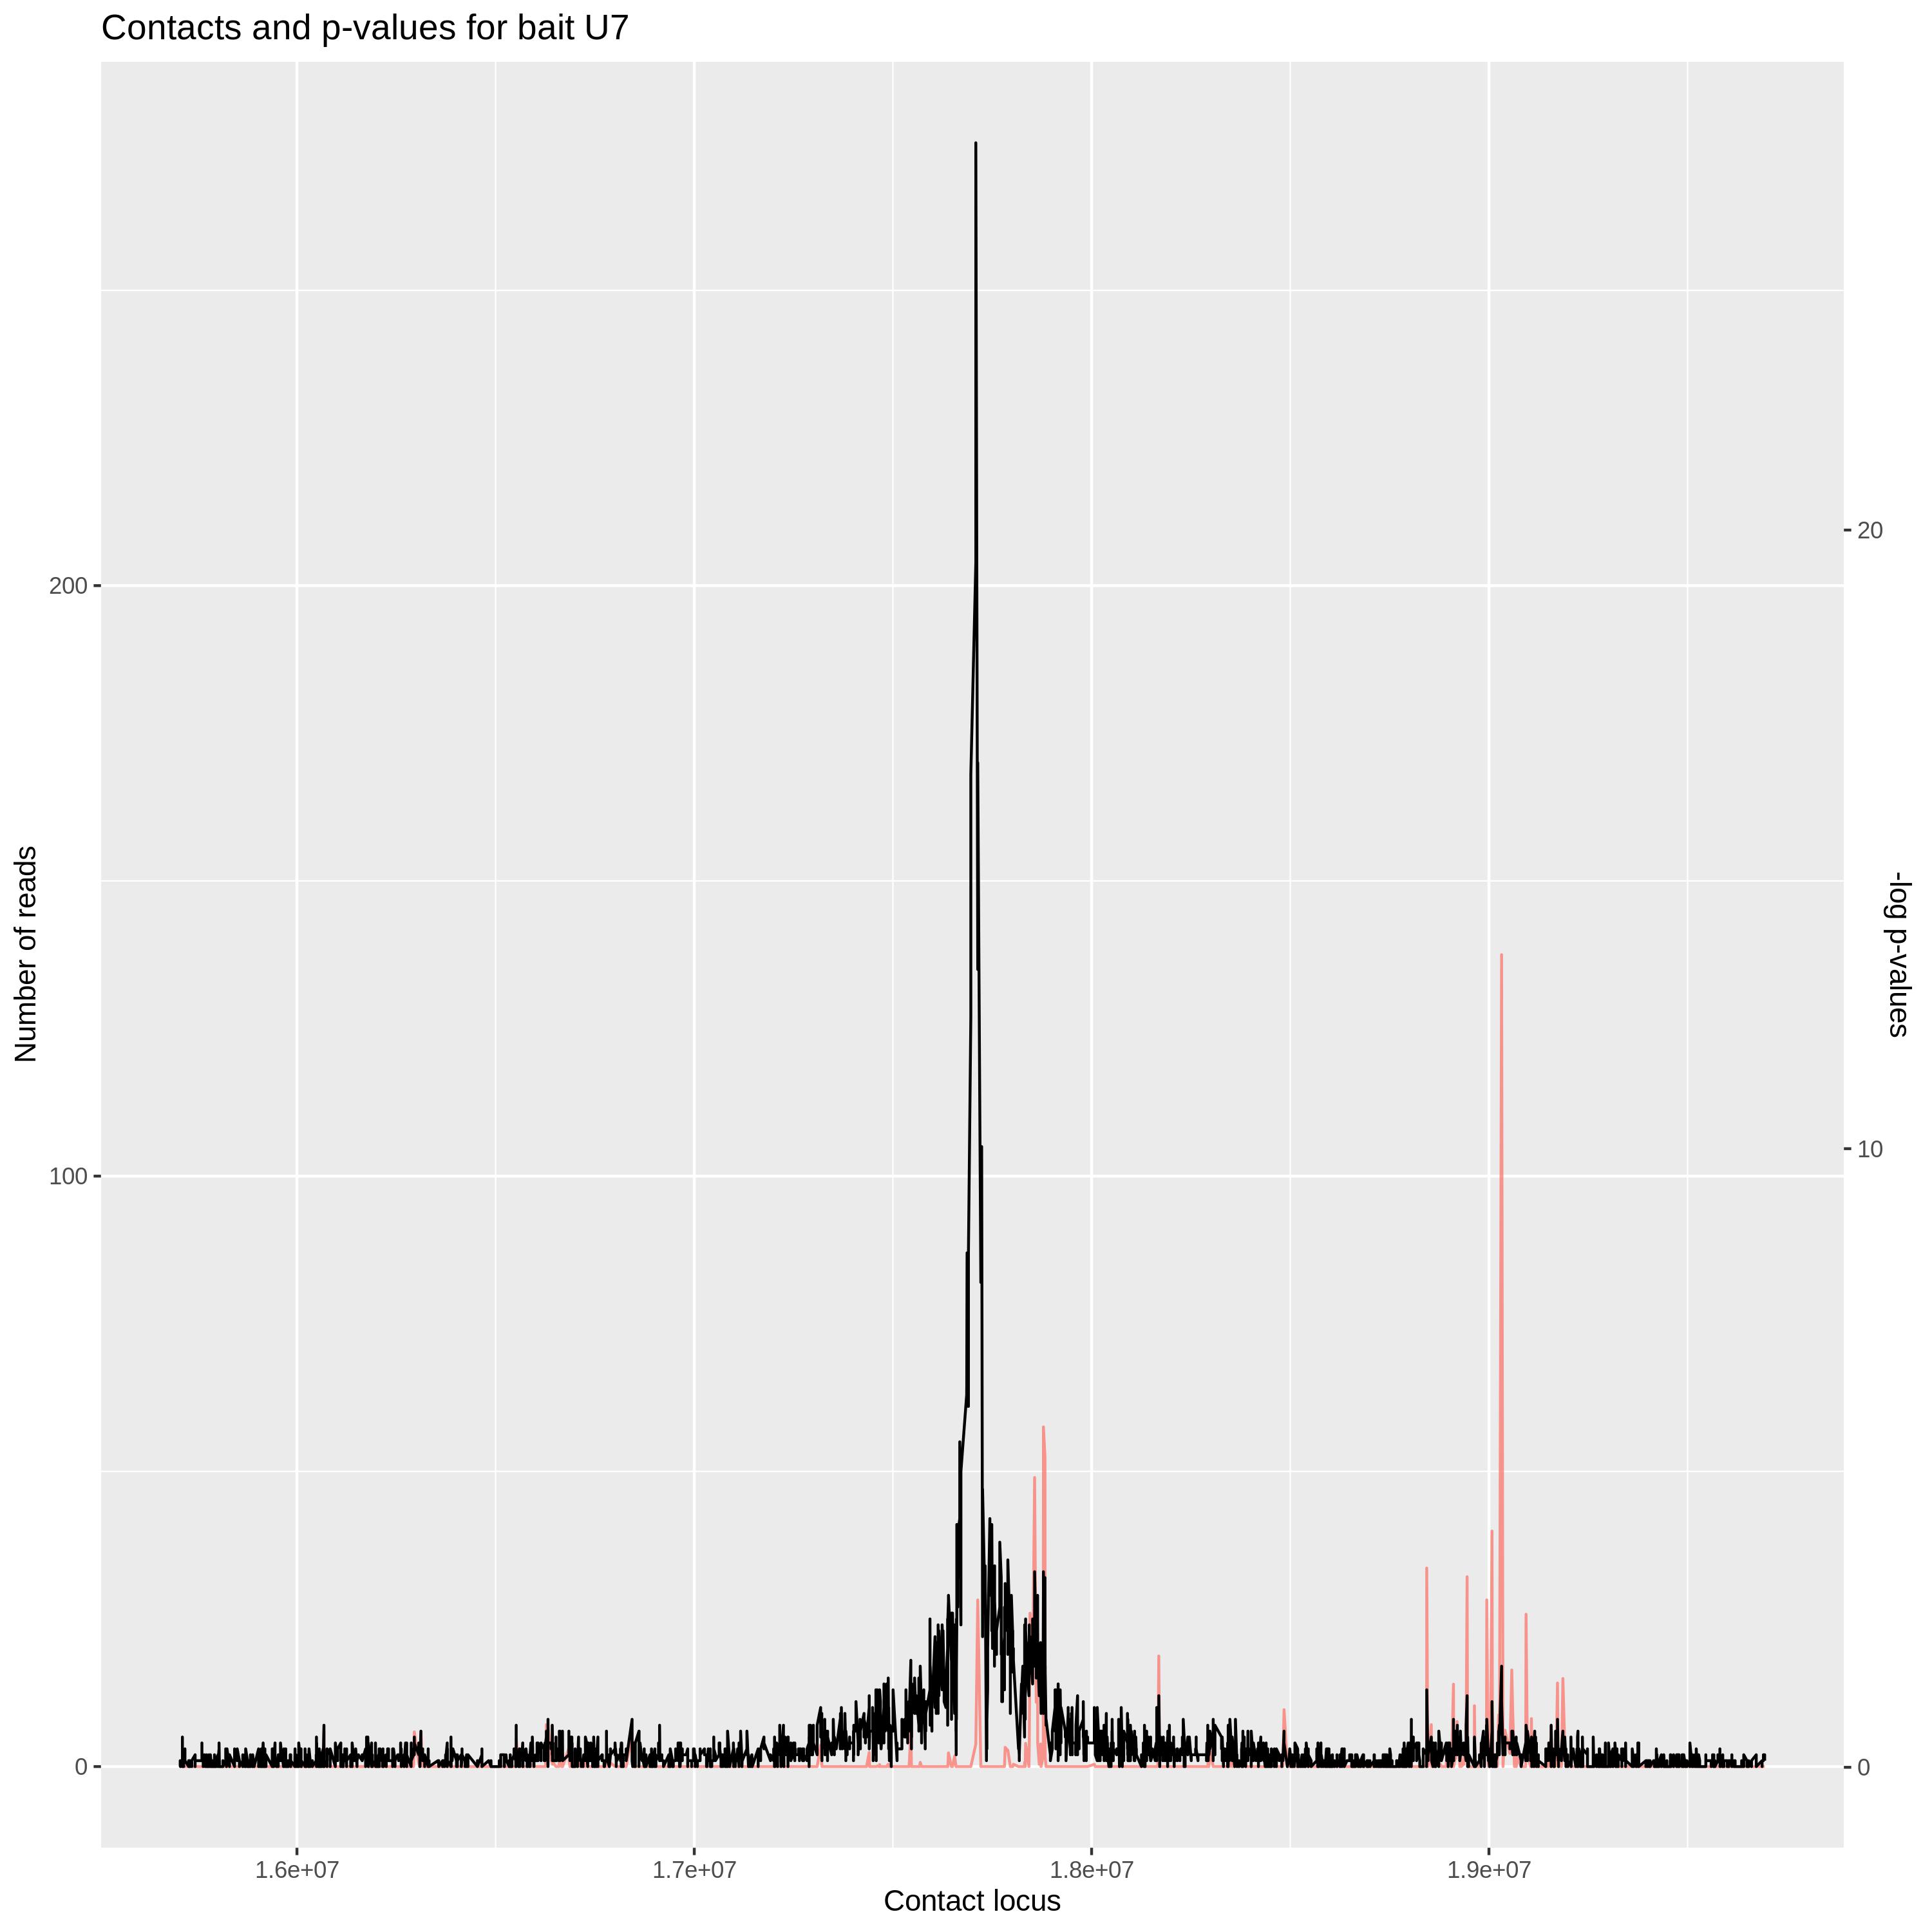 Contacts and p-values for bait U7
Number of reads
200
100
0
20
10
0
-log p-values
1.6e+07
1.7e+07
1.8e+07
1.9e+07
Contact locus